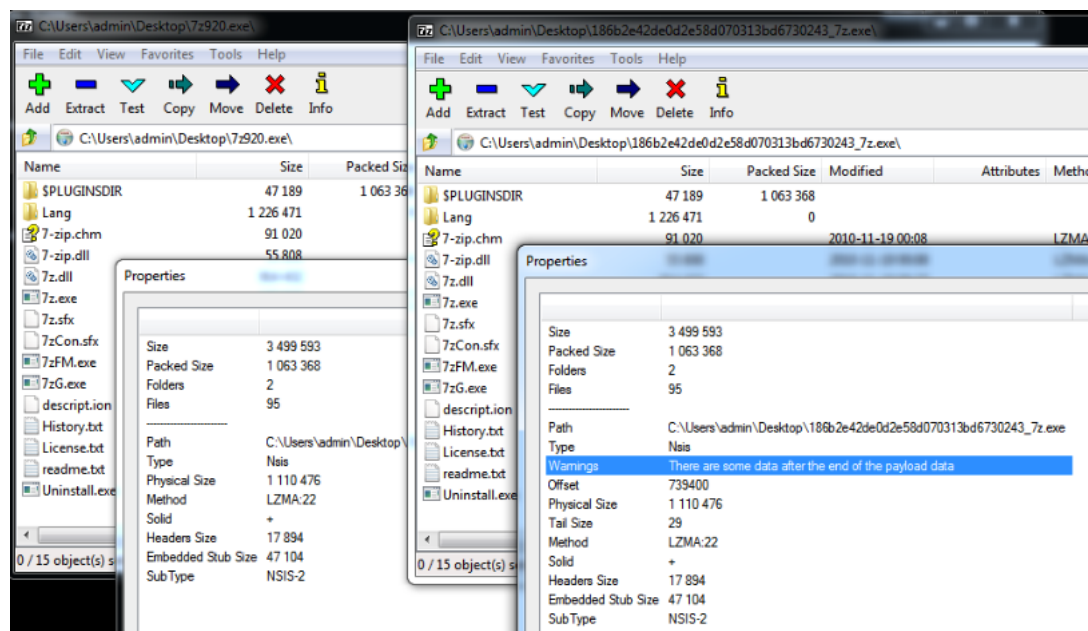 C:\Users\admin\Desktop\7z920.exe\
File Edit View Favorites Tools Help
Add Extract Test Copy Move Delete Info
C:\Users\admin\Desktop\7z920.exe\
Name Size Packed Siz
$PLUGINSDIR 47 189 1 063 36
Lang 1 226 471
7-zip.chm 91 020
7-zip.dll 55 808
7z.dll
7z.exe
7z.sfx
7zCon.sfx
7zFM.exe
7zG.exe
descript.ion
History.txt
License.txt
readme.txt
Uninstall.exe
0 / 15 object(s) s
Properties
Size 3 499 593
Packed Size 1 063 368
Folders 2
Files 95
------------------------
Path C:\Users\admin\Desktop\
Type Nsis
Physical Size 1 110 476
Method LZMA:22
Solid +
Headers Size 17 894
Embedded Stub Size 47 104
SubType NSIS-2
C:\Users\admin\Desktop\186b2e42de0d2e58d070313bd6730243_7z.exe\
File Edit View Favorites Tools Help
Add Extract Test Copy Move Delete Info
C:\Users\admin\Desktop\186b2e42de0d2e58d070313bd6730243_7z.exe\
Name Size Packed Size Modified Attributes Metho
$PLUGINSDIR 47 189 1 063 368
Lang 1 226 471 0
7-zip.chm 91 020 2010-11-19 00:08 LZMA
7-zip.dll
7z.dll
7z.exe
7z.sfx
7zCon.sfx
7zFM.exe
7zG.exe
descript.ion
History.txt
License.txt
readme.txt
Uninstall.exe
0 / 15 object(s) se
Properties
Size 3 499 593
Packed Size 1 063 368
Folders 2
Files 95
------------------------
Path C:\Users\admin\Desktop\186b2e42de0d2e58d070313bd6730243_7z.exe
Type Nsis
Warnings There are some data after the end of the payload data
Offset 739400
Physical Size 1 110 476
Tail Size 29
Method LZMA:22
Solid +
Headers Size 17 894
Embedded Stub Size 47 104
SubType NSIS-2